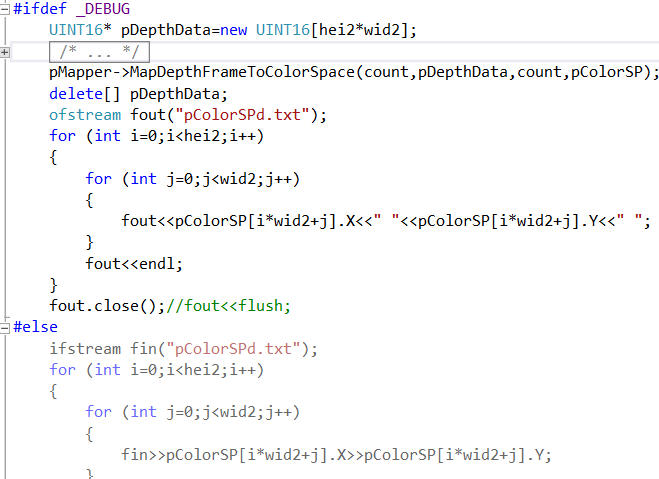 #ifdef _DEBUG
UINT16* pDepthData=new UINT16[hei2*wid2];
/* ... */
pMapper->MapDepthFrameToColorSpace(count,pDepthData,count,pColorSP);
delete[] pDepthData;
ofstream fout("pColorSPd.txt");
for (int i=0;i<hei2;i++)
{
for (int j=0;j<wid2;j++)
{
fout<<pColorSP[i*wid2+j].X<<" "<<pColorSP[i*wid2+j].Y<<" ";
}
fout<<endl;
}
fout.close();//fout<<flush;
#else
ifstream fin("pColorSPd.txt");
for (int i=0;i<hei2;i++)
{
for (int j=0;j<wid2;j++)
{
fin>>pColorSP[i*wid2+j].X>>pColorSP[i*wid2+j].Y;
}